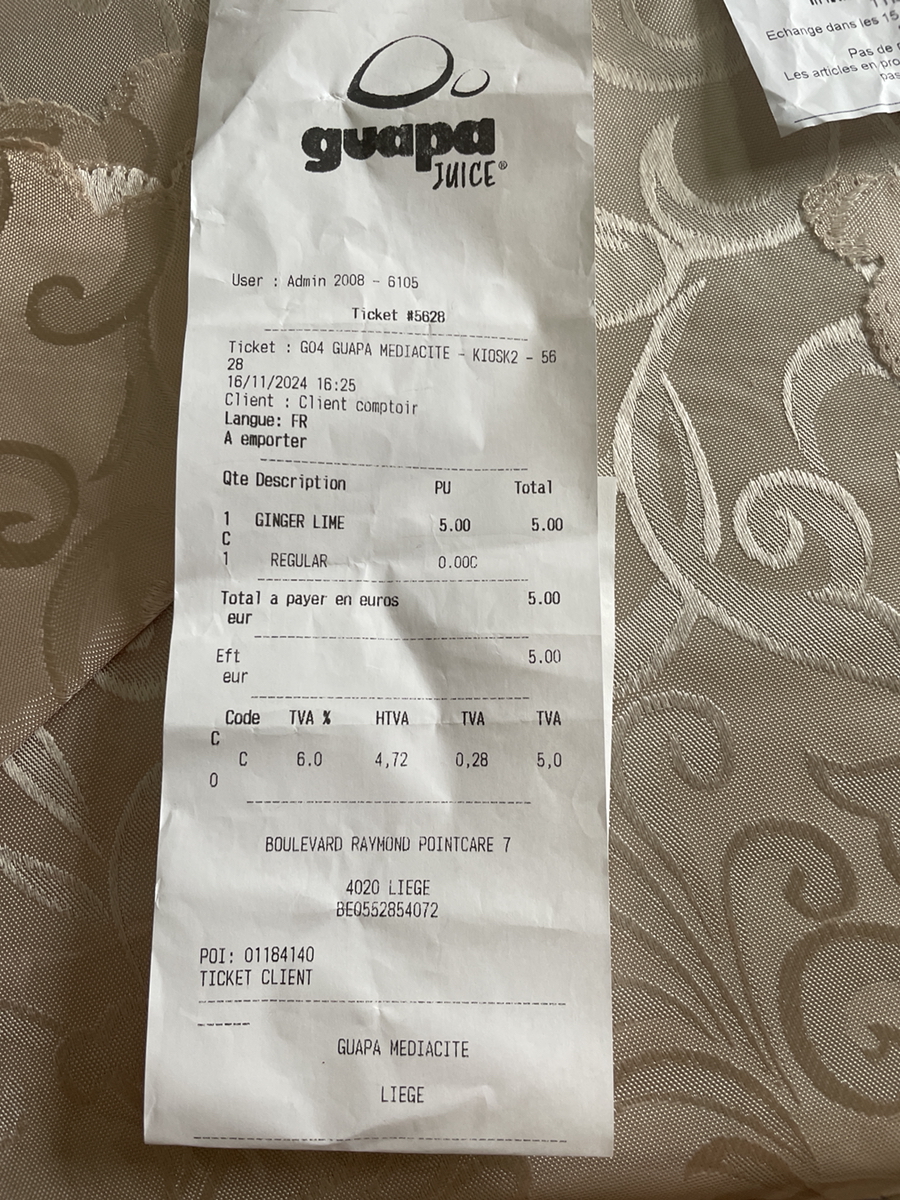 guapa
JUICE®
User : Admin 2008 - 6105
Ticket #5628
Ticket : G04 GUAPA MEDIACITE - KIOSK2 - 56
28
16/11/2024 16:25
Client : Client comptoir
Langue: FR
A emporter
Qte Description PU Total
1 GINGER LIME 5.00 5.00
C
1 REGULAR 0.00C
Total a payer en euros 5.00
eur
Eft 5.00
eur
Code TVA % HTVA TVA TVA
C
C 6.0 4,72 0,28 5,0
0
BOULEVARD RAYMOND POINTCARE 7
4020 LIEGE
BE0552854072
POI: 01184140
TICKET CLIENT
GUAPA MEDIACITE
LIEGE
Echange dans les 15
Pas de
Les articles en pro
pas